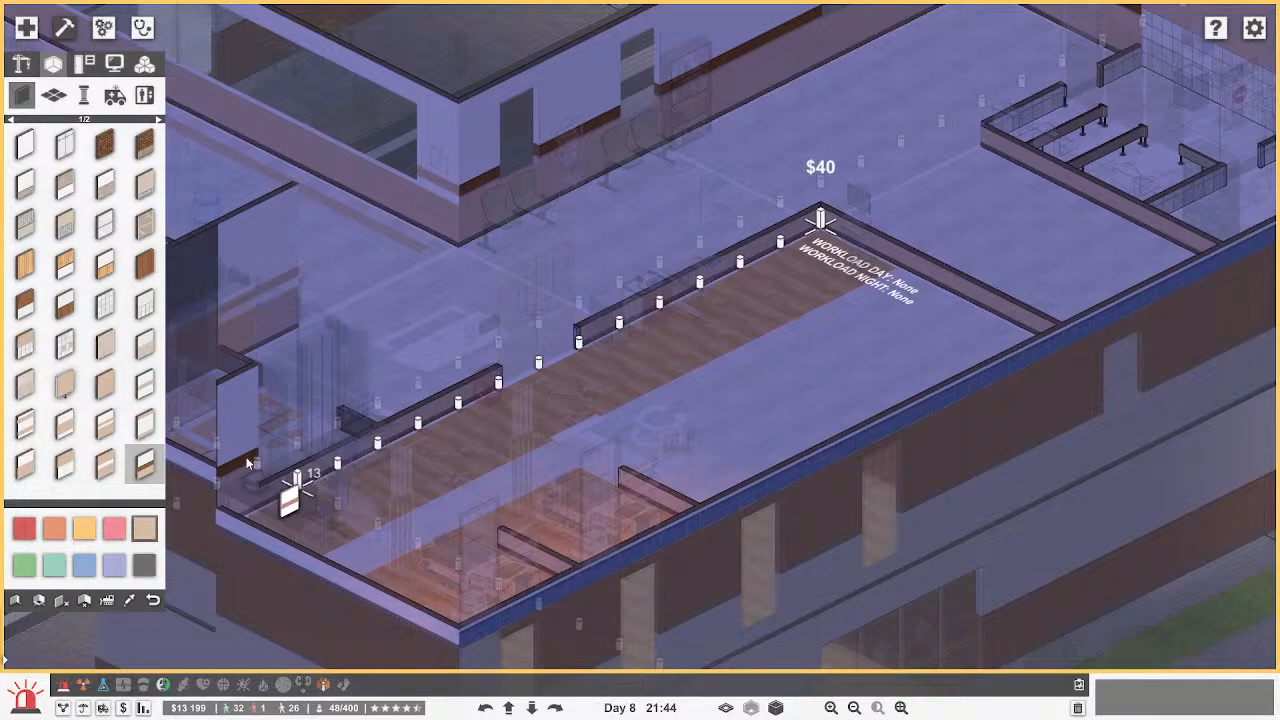 ?
1/2
$40
WORKLOAD DAY: None
WORKLOAD NIGHT: None
13
$13 199 32 1 26 48/400
Day 8 21:44